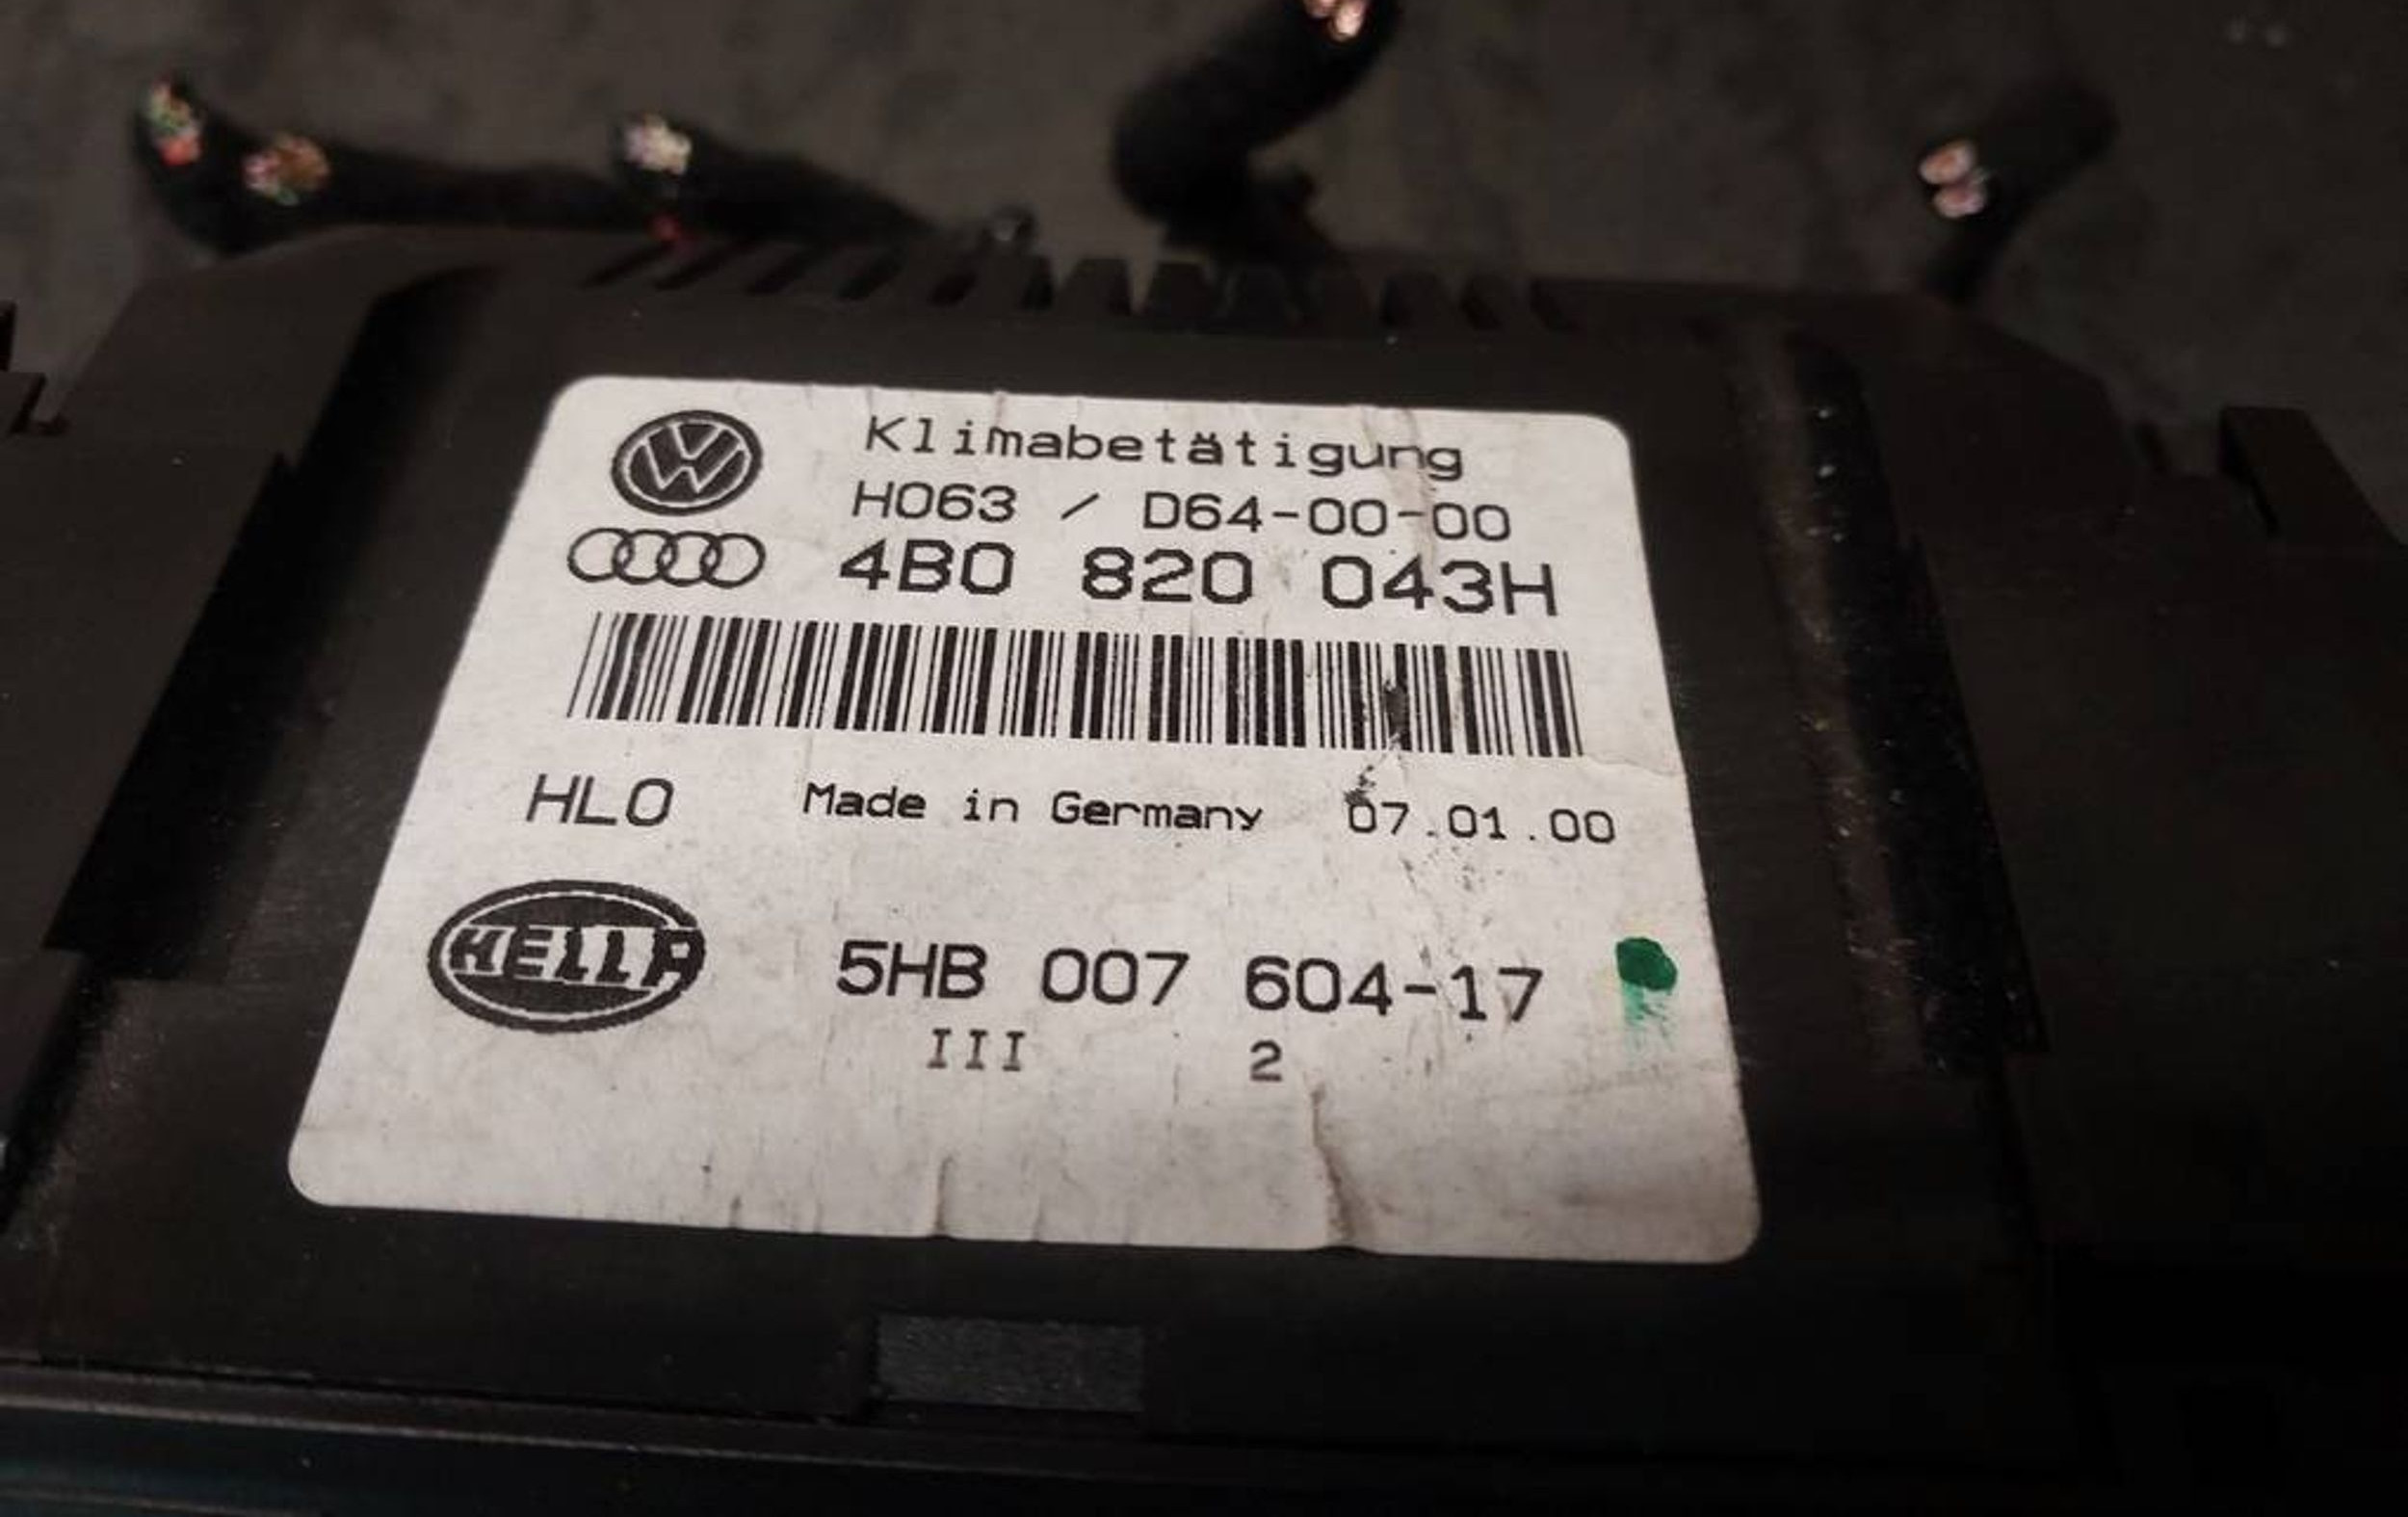 Klimabetätigung
H063 / D64-00-00
4B0 820 043H
HLO Made in Germany 07.01.00
HELLA 5HB 007 604-17
III 2